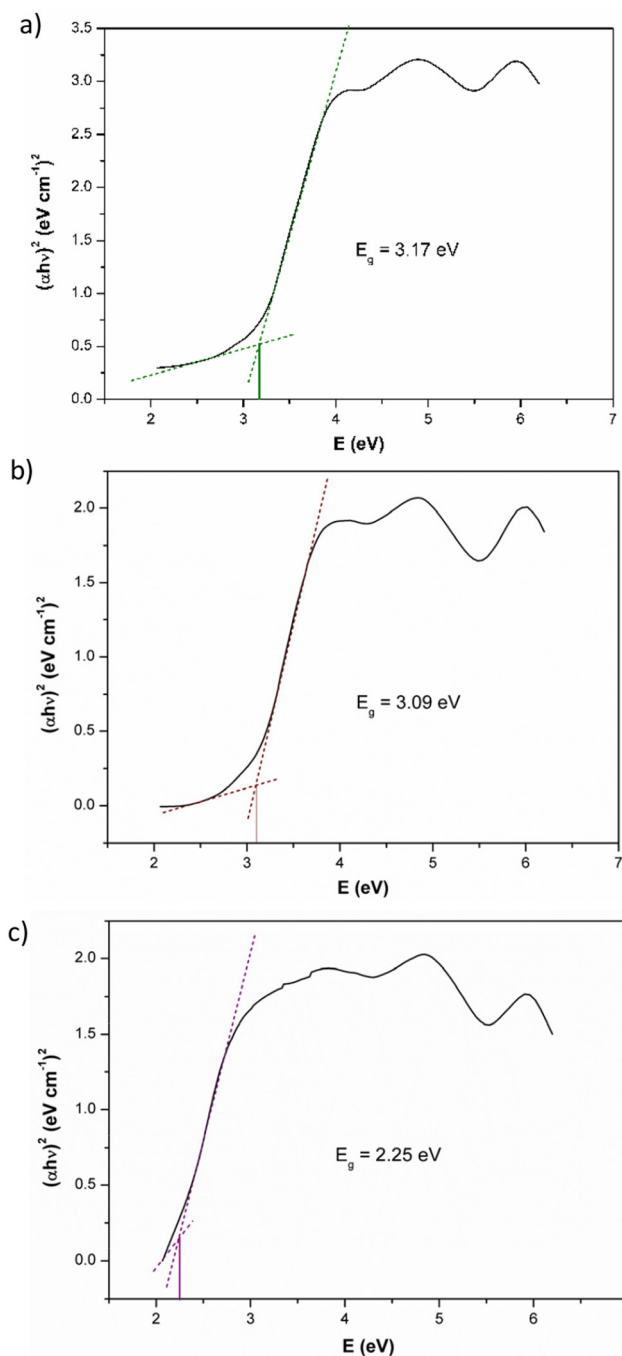 a)
3.5
3.0
2.5
2.0
1.5
1.0
0.5
0.0
(αhν)² (eV cm⁻¹)²
E_g = 3.17 eV
2 3 4 5 6 7
E (eV)
b)
2.0
1.5
1.0
0.5
0.0
(αhν)² (eV cm⁻¹)²
E_g = 3.09 eV
2 3 4 5 6 7
E (eV)
c)
2.0
1.5
1.0
0.5
0.0
(αhν)² (eV cm⁻¹)²
E_g = 2.25 eV
2 3 4 5 6
E (eV)